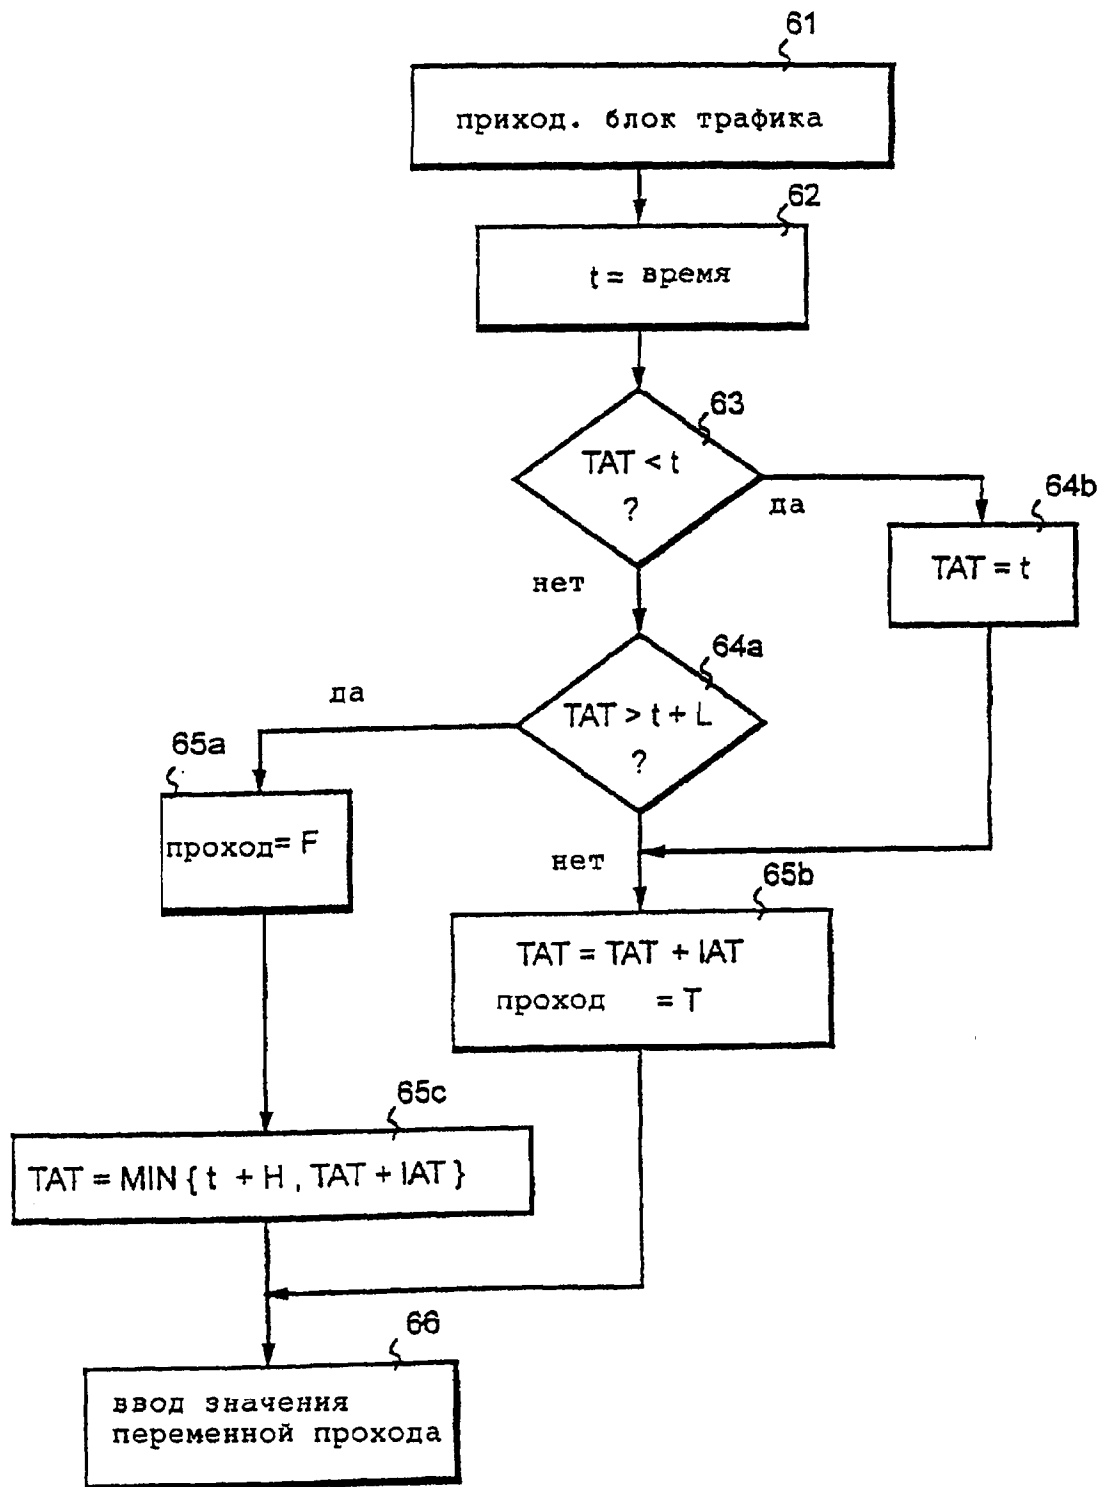 61
приход. блок трафика
62
t = время
63
TAT < t
?
да
64b
TAT = t
нет
64a
TAT > t + L
?
да
65a
проход= F
нет
65b
TAT = TAT + IAT
проход = T
65c
TAT = MIN { t + H , TAT + IAT }
66
ввод значения
переменной прохода